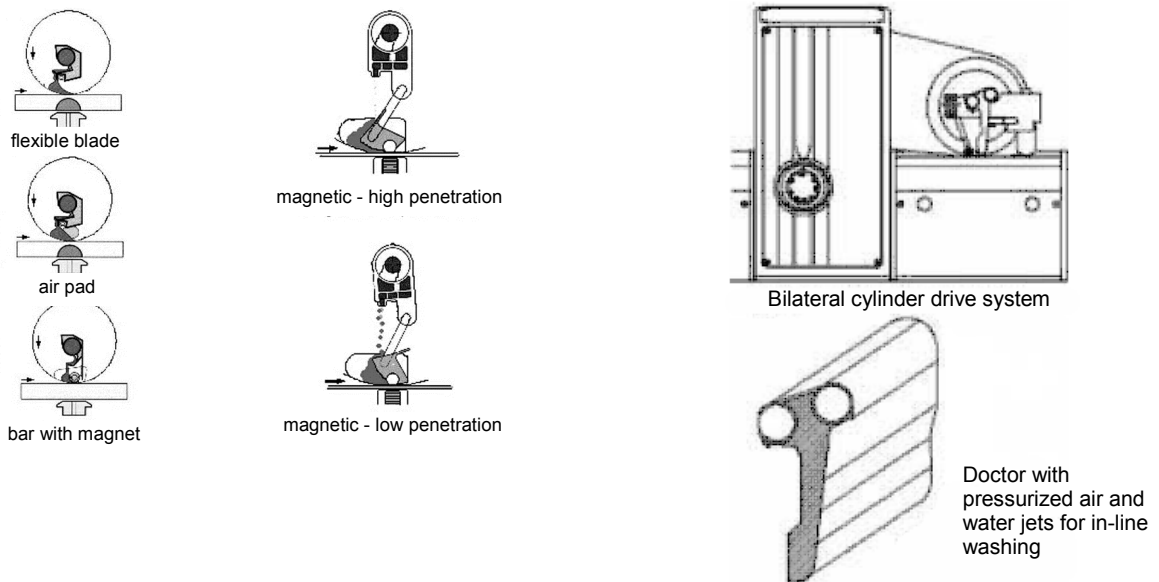 flexible blade
air pad
bar with magnet
magnetic - high penetration
magnetic - low penetration
Bilateral cylinder drive system
Doctor with
pressurized air and
water jets for in-line
washing